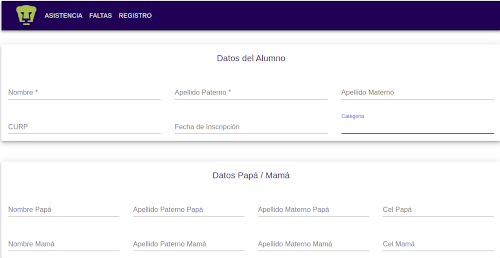 ASISTENCIA FALTAS REGISTRO
Datos del Alumno
Nombre * Apellido Paterno * Apellido Materno
CURP Fecha de Inscripción Categoria
Datos Papá / Mamá
Nombre Papá Apellido Paterno Papá Apellido Materno Papá Cel Papá
Nombre Mamá Apellido Paterno Mamá Apellido Materno Mamá Cel Mamá